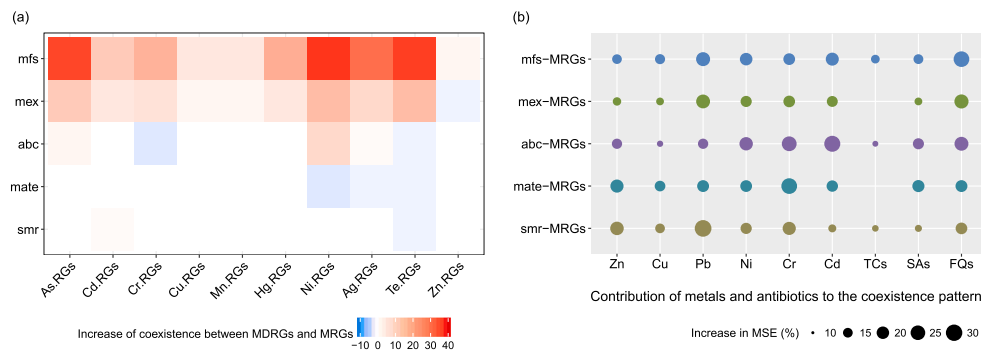 (a)
mfs
mex
abc
mate
smr
As.RGs
Cd.RGs
Cr.RGs
Cu.RGs
Mn.RGs
Hg.RGs
Ni.RGs
Ag.RGs
Te.RGs
Zn.RGs
Increase of coexistence between MDRGs and MRGs
−10 0 10 20 30 40
(b)
mfs−MRGs
mex−MRGs
abc−MRGs
mate−MRGs
smr−MRGs
Zn Cu Pb Ni Cr Cd TCs SAs FQs
Contribution of metals and antibiotics to the coexistence pattern
Increase in MSE (%) 10 15 20 25 30